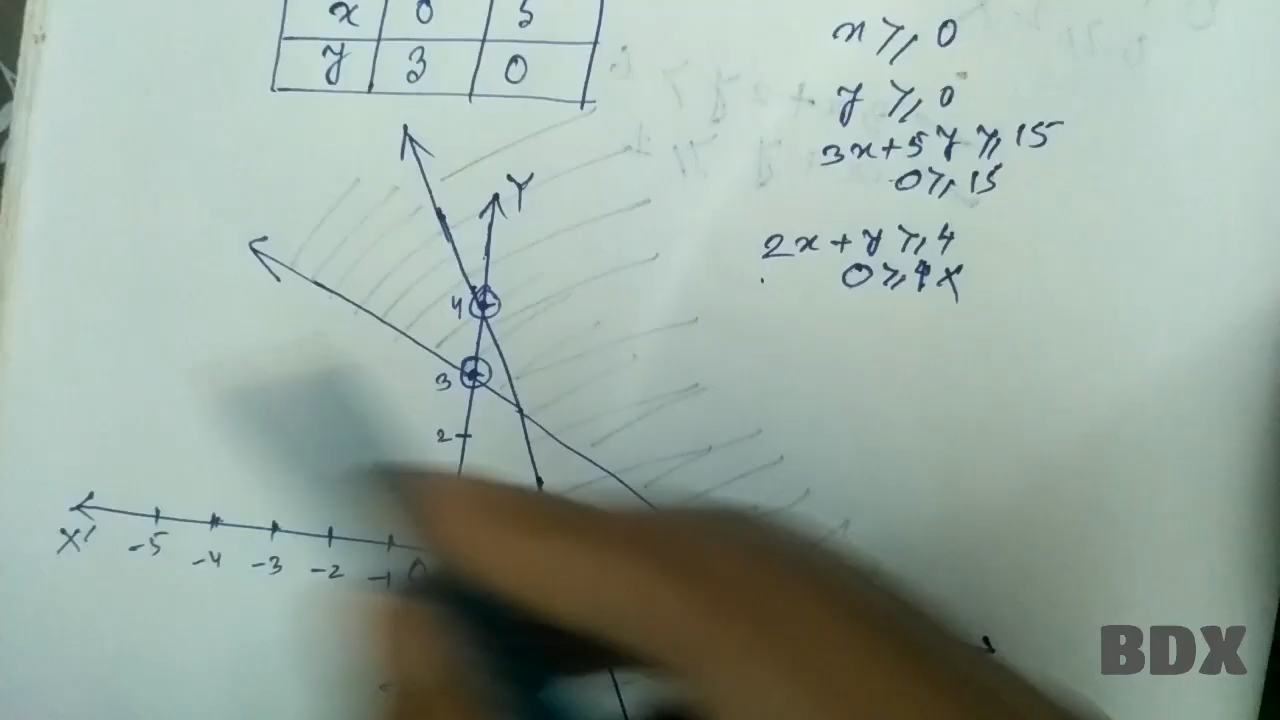 x 0 5
y 3 0
x ≥ 0
y ≥ 0
3x+5y ≥ 15
0 ≥ 15
2x + y ≥ 4
0 ≥ 4 x
Y
4
3
2
X' -5 -4 -3 -2 -1 0
BDX